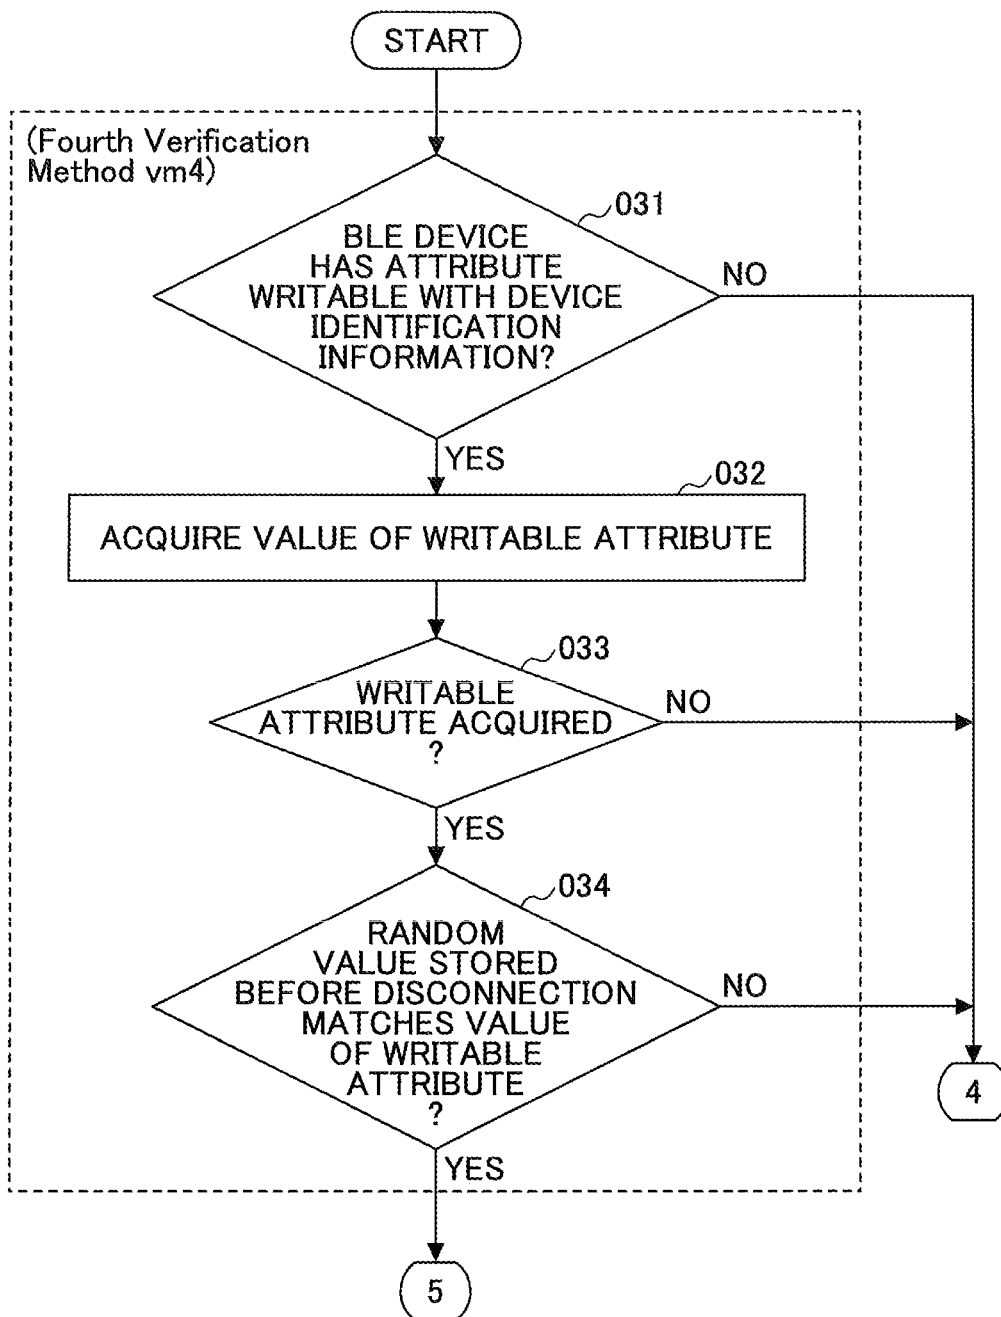 START
(Fourth Verification
Method vm4)
031
BLE DEVICE
HAS ATTRIBUTE
WRITABLE WITH DEVICE
IDENTIFICATION
INFORMATION?
NO
YES
032
ACQUIRE VALUE OF WRITABLE ATTRIBUTE
033
WRITABLE
ATTRIBUTE ACQUIRED
?
NO
YES
034
RANDOM
VALUE STORED
BEFORE DISCONNECTION
MATCHES VALUE
OF WRITABLE
ATTRIBUTE
?
NO
4
YES
5